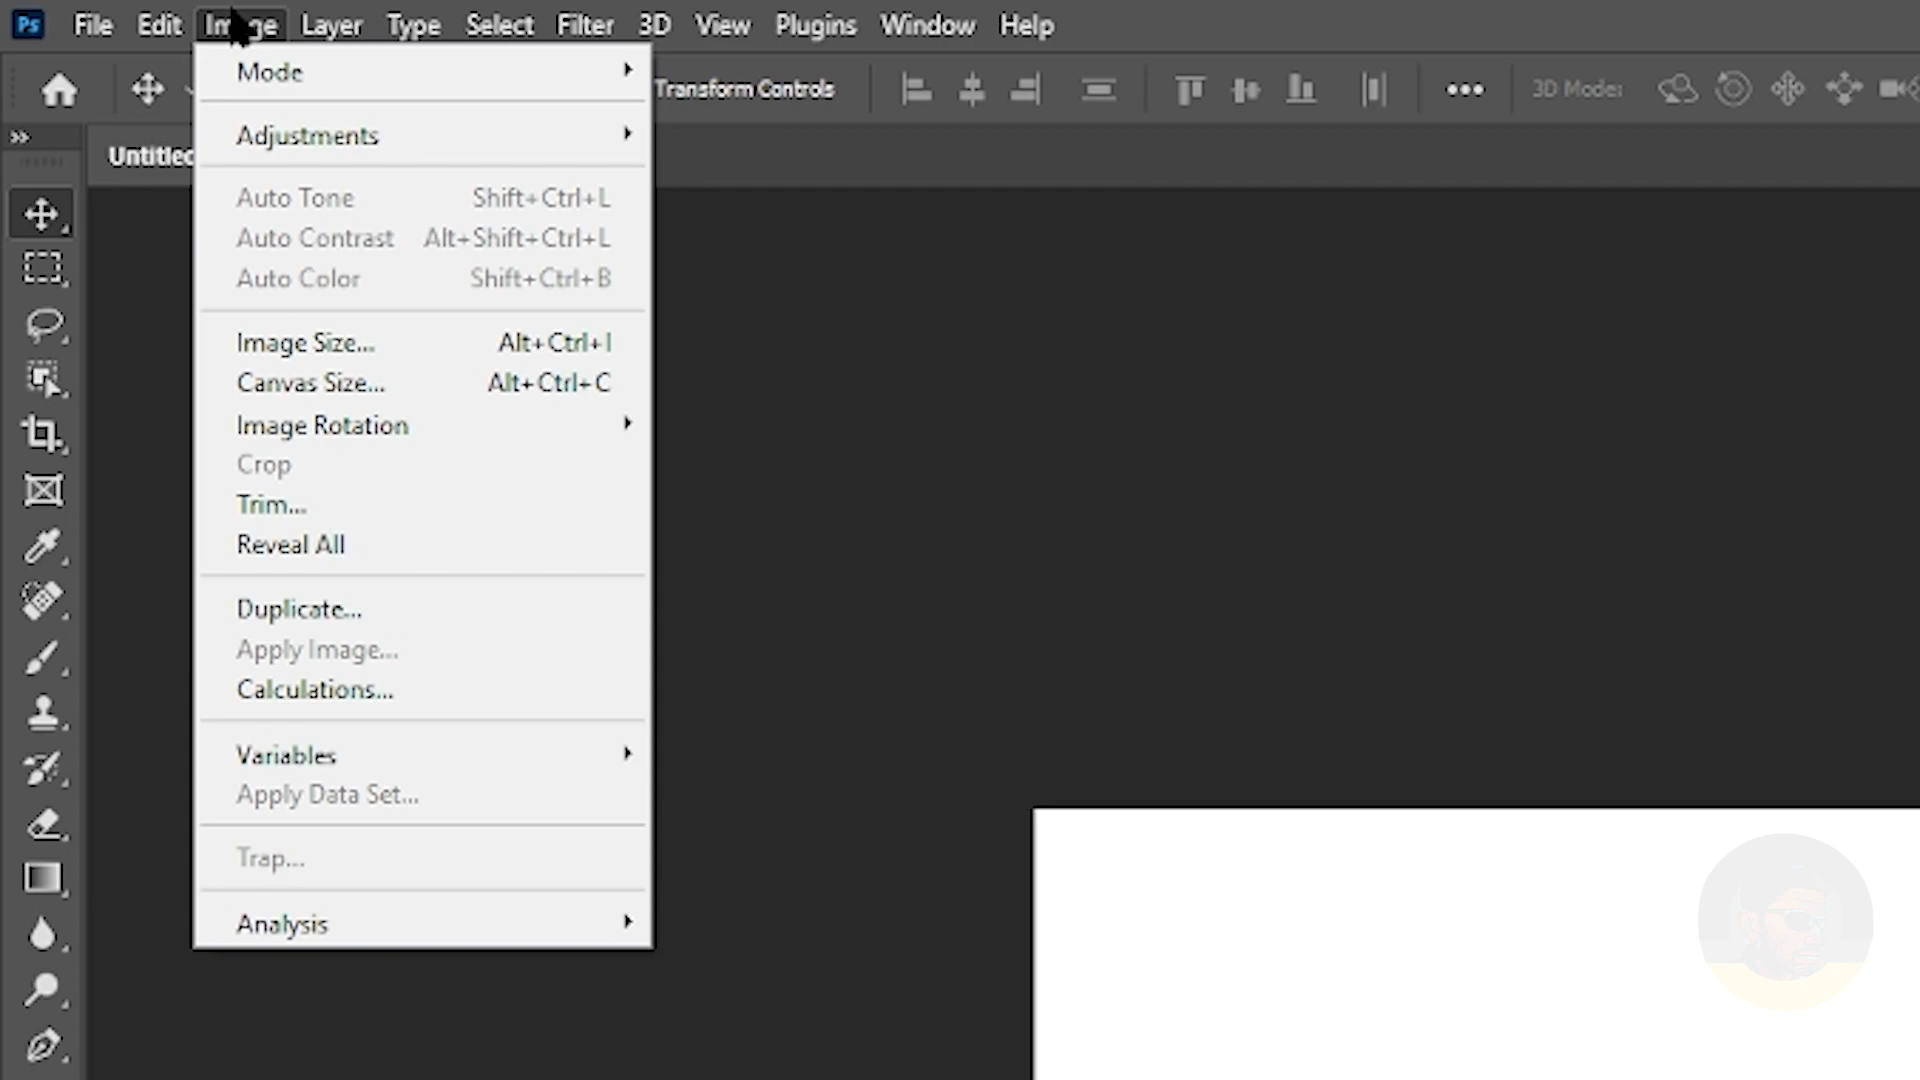 Ps File Edit Image Layer Type Select Filter 3D View Plugins Window Help
Transform Controls 3D Mode:
Mode
Adjustments
Auto Tone Shift+Ctrl+L
Auto Contrast Alt+Shift+Ctrl+L
Auto Color Shift+Ctrl+B
Image Size... Alt+Ctrl+I
Canvas Size... Alt+Ctrl+C
Image Rotation
Crop
Trim...
Reveal All
Duplicate...
Apply Image...
Calculations...
Variables
Apply Data Set...
Trap...
Analysis